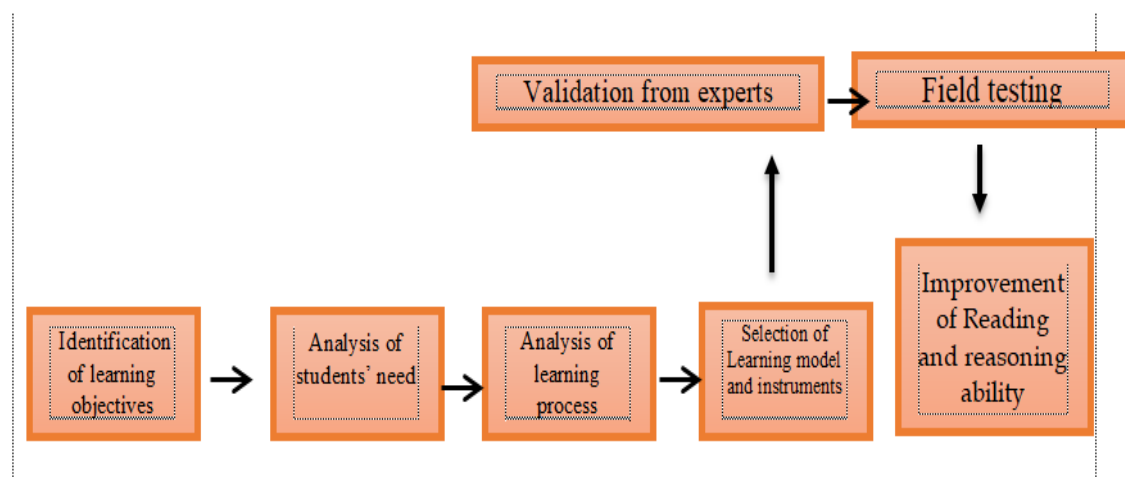 Validation from experts
Field testing
Identification
of learning
objectives
Analysis of
students’ need
Analysis of
learning
process
Selection of
Learning model
and instruments
Improvement
of Reading
and reasoning
ability